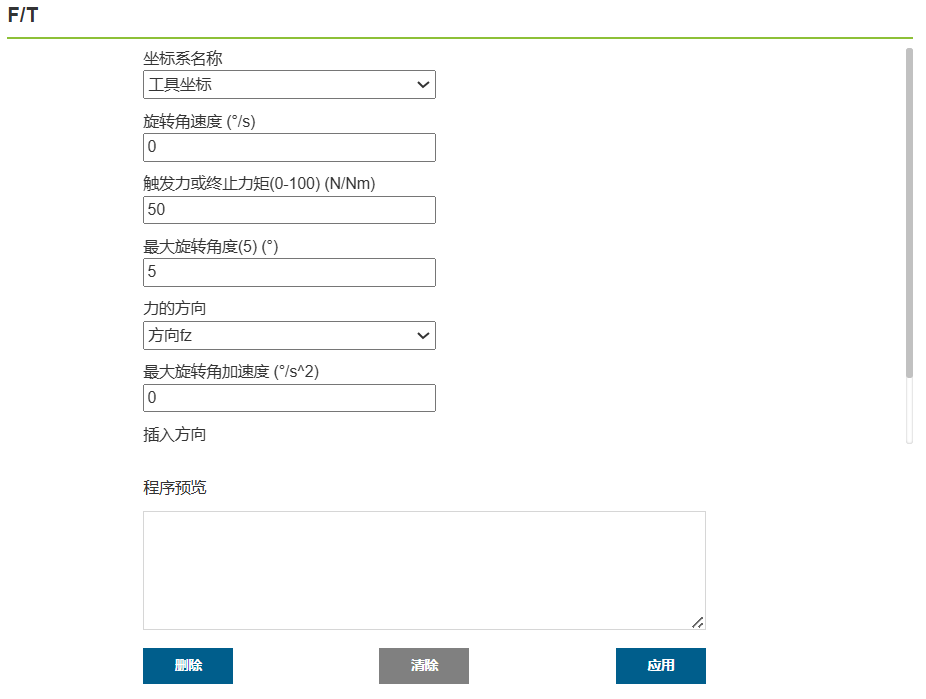 F/T
坐标系名称
工具坐标
旋转角速度 (°/s)
0
触发力或终止力矩(0-100) (N/Nm)
50
最大旋转角度(5) (°)
5
力的方向
方向fz
最大旋转角加速度 (°/s^2)
0
插入方向
程序预览
删除
清除
应用